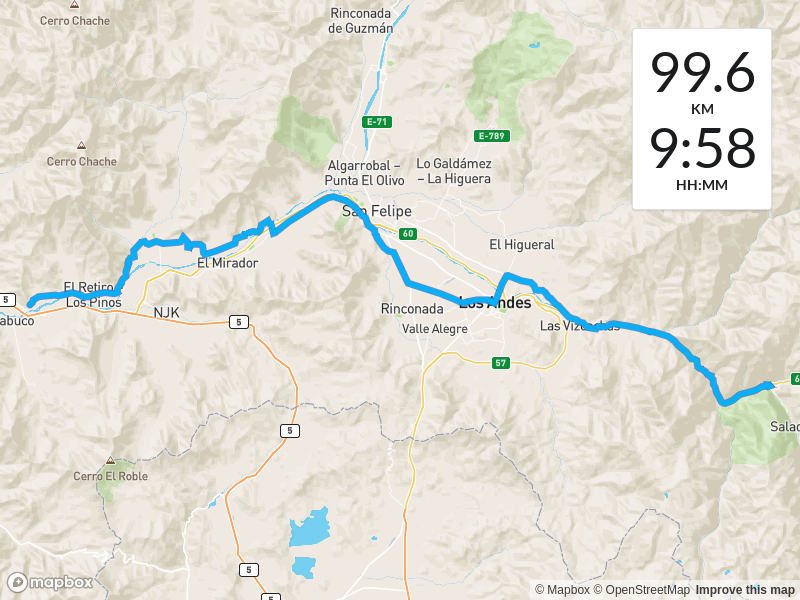 Cerro Chache
Rinconada
de Guzmán
99.6
KM
9:58
HH:MM
E-71
E-789
Cerro Chache
Algarrobal –
Punta El Olivo
Lo Galdámez
– La Higuera
San Felipe
60
El Higueral
El Mirador
El Retiro
Los Pinos
5
abuco
NJK
5
Rinconada
Los Andes
Valle Alegre
Las Vizcachas
57
6
5
Salad
Cerro El Roble
5
5
mapbox
© Mapbox © OpenStreetMap Improve this map